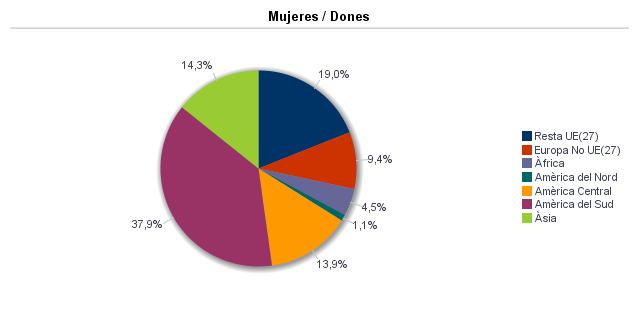 Mujeres / Dones
14,3%
19,0%
9,4%
4,5%
1,1%
13,9%
37,9%
Resta UE(27)
Europa No UE(27)
Àfrica
Amèrica del Nord
Amèrica Central
Amèrica del Sud
Àsia